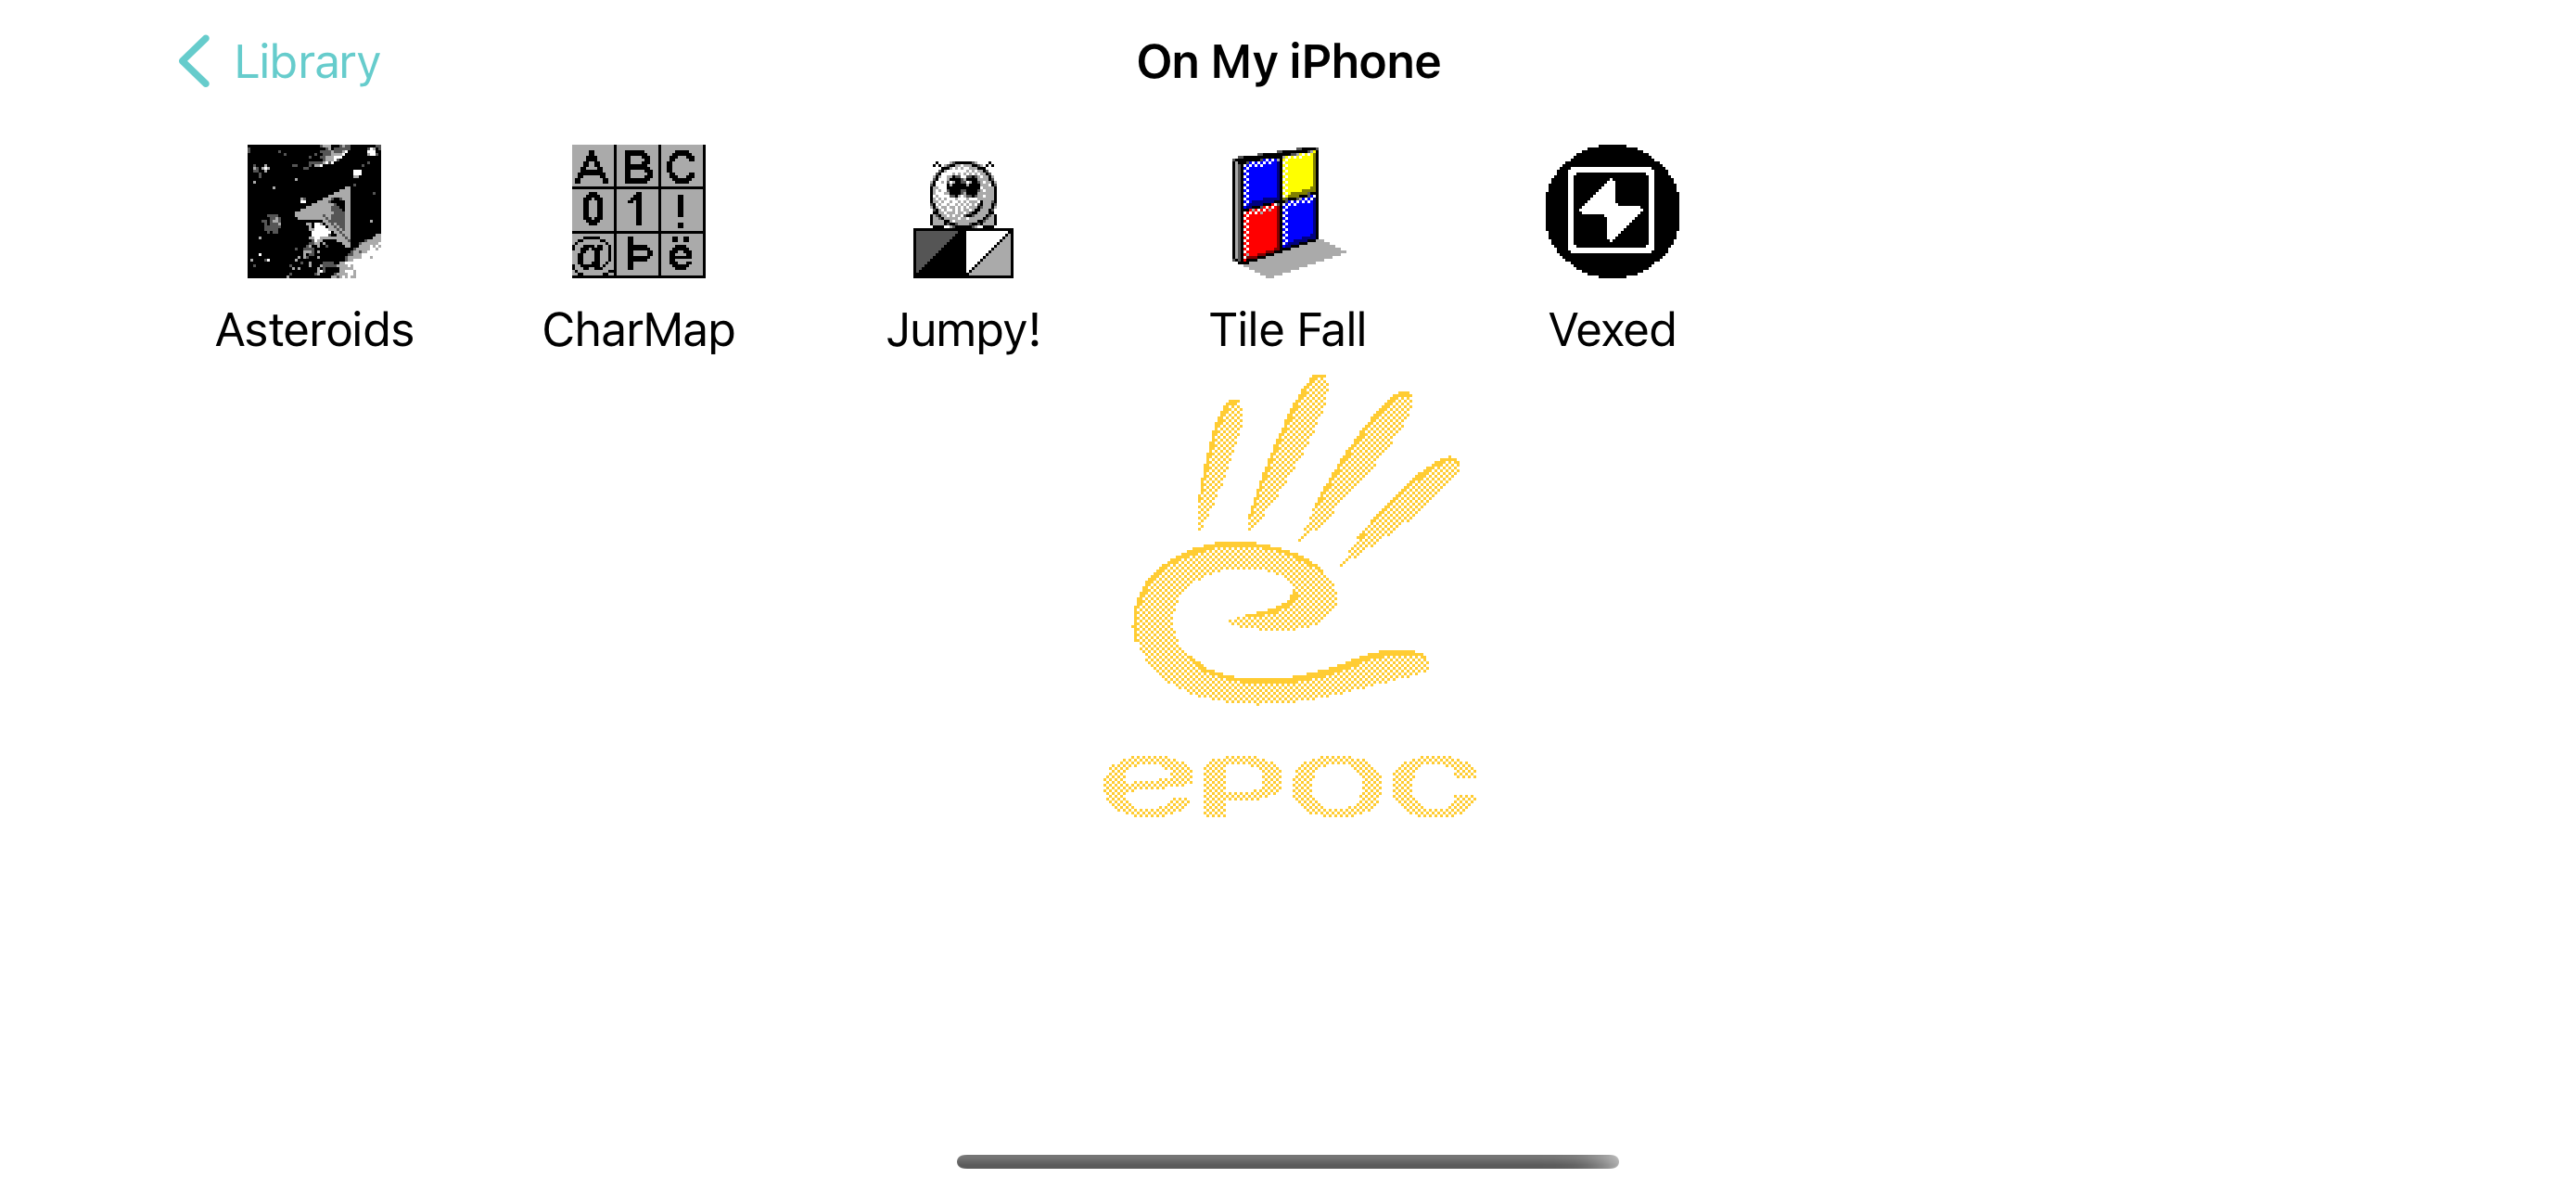 Library
On My iPhone
A B C
0 1 !
@ Þ ë
Asteroids
CharMap
Jumpy!
Tile Fall
Vexed
epoc